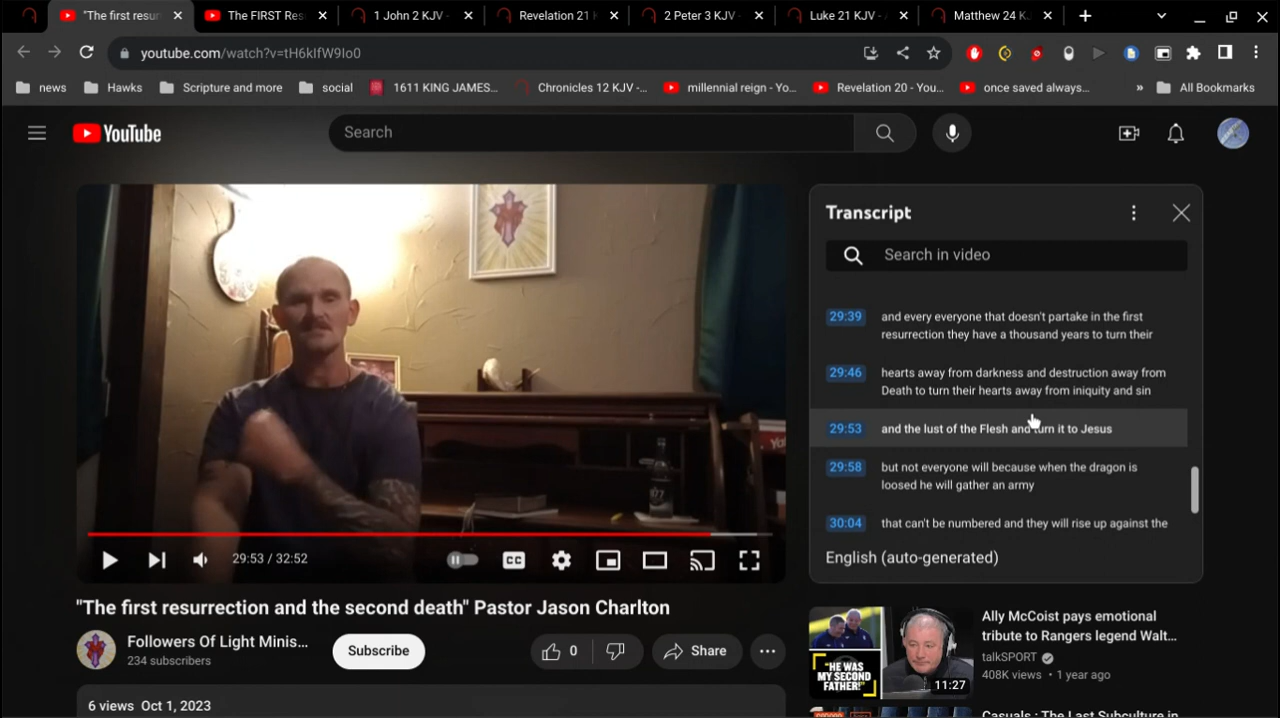 "The first resur
The FIRST Res
1 John 2 KJV -
Revelation 21 K
2 Peter 3 KJV -
Luke 21 KJV -
Matthew 24 KJ
youtube.com/watch?v=tH6klfW9Io0
news
Hawks
Scripture and more
social
1611 KING JAMES...
Chronicles 12 KJV -...
millennial reign - Yo...
Revelation 20 - You...
once saved always...
»
All Bookmarks
YouTube
Search
Transcript
Search in video
29:39 and every everyone that doesn't partake in the first
resurrection they have a thousand years to turn their
29:46 hearts away from darkness and destruction away from
Death to turn their hearts away from iniquity and sin
29:53 and the lust of the Flesh and turn it to Jesus
29:58 but not everyone will because when the dragon is
loosed he will gather an army
30:04 that can't be numbered and they will rise up against the
English (auto-generated)
29:53 / 32:52
CC
"The first resurrection and the second death" Pastor Jason Charlton
Followers Of Light Minis...
234 subscribers
Subscribe
0
Share
6 views Oct 1, 2023
"HE WAS
MY SECOND
FATHER!"
11:27
Ally McCoist pays emotional
tribute to Rangers legend Walt...
talkSPORT
408K views • 1 year ago
Casuals : The Last Subculture in